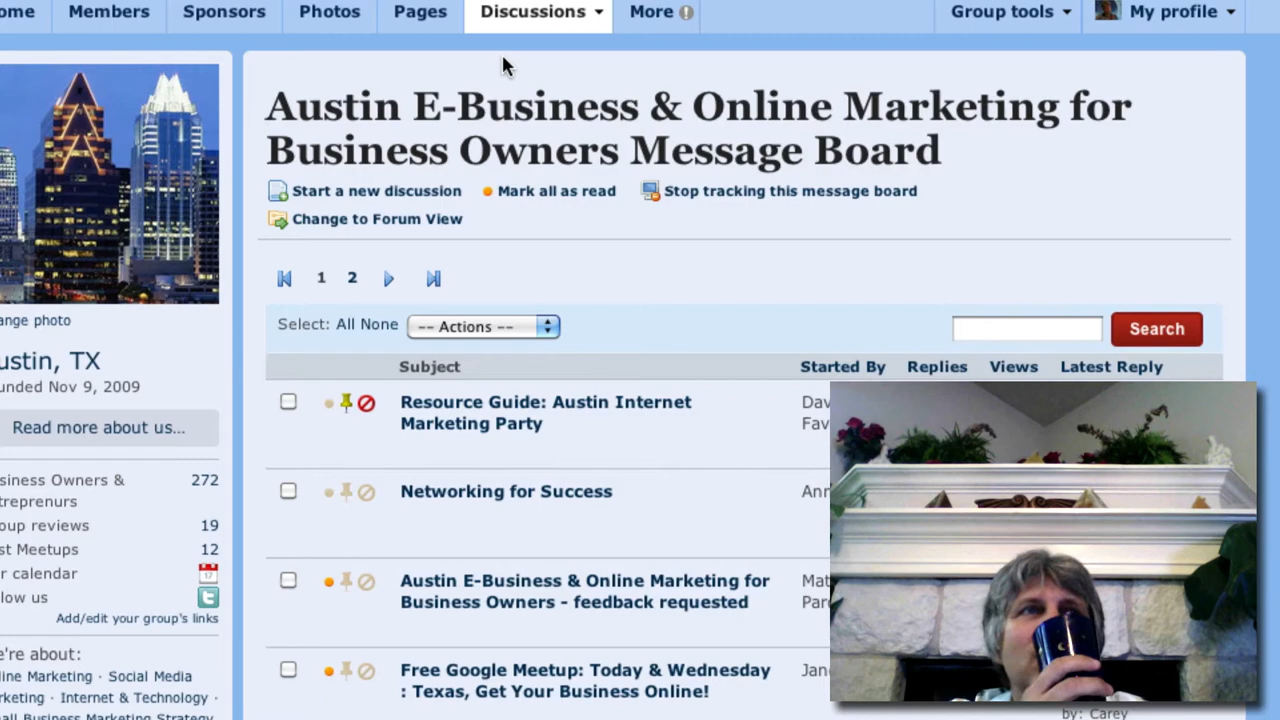 ome Members Sponsors Photos Pages Discussions More Group tools My profile
Austin E-Business & Online Marketing for
Business Owners Message Board
Start a new discussion Mark all as read Stop tracking this message board
Change to Forum View
1 2
Select: All None -- Actions -- Search
Subject Started By Replies Views Latest Reply
Resource Guide: Austin Internet
Marketing Party
Dav
Fav
Networking for Success
Ann
Austin E-Business & Online Marketing for
Business Owners - feedback requested
Mat
Parc
Free Google Meetup: Today & Wednesday
: Texas, Get Your Business Online!
Jan
by: Carey
ange photo
ustin, TX
unded Nov 9, 2009
Read more about us...
siness Owners & 272
trepreneurs
oup reviews 19
st Meetups 12
r calendar
17
low us
Add/edit your group's links
e're about:
line Marketing · Social Media
rketing · Internet & Technology ·
all Business Marketing Strategy